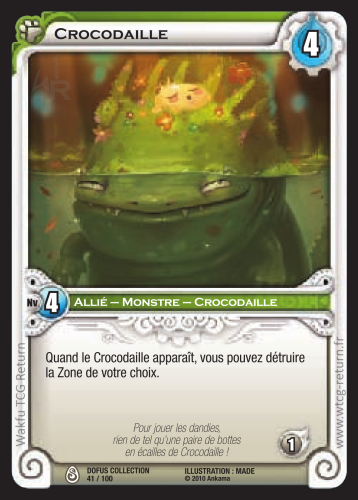 CROCODAILLE
4
Nv.
4
ALLIÉ – MONSTRE – CROCODAILLE
Quand le Crocodaille apparaît, vous pouvez détruire
la Zone de votre choix.
Pour jouer les dandies,
rien de tel qu'une paire de bottes
en écailles de Crocodaille !
1
DOFUS COLLECTION
41 / 100
ILLUSTRATION : MADE
© 2010 Ankama
Wakfu TCG Return
www.wtcg-return.fr